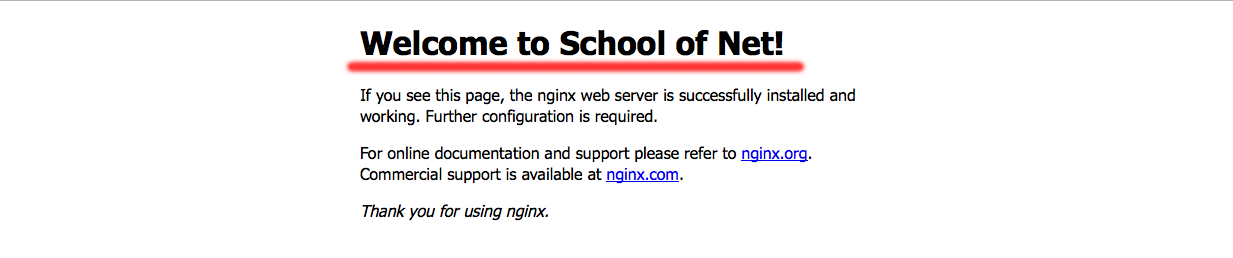 Welcome to School of Net!
If you see this page, the nginx web server is successfully installed and
working. Further configuration is required.
For online documentation and support please refer to nginx.org.
Commercial support is available at nginx.com.
Thank you for using nginx.